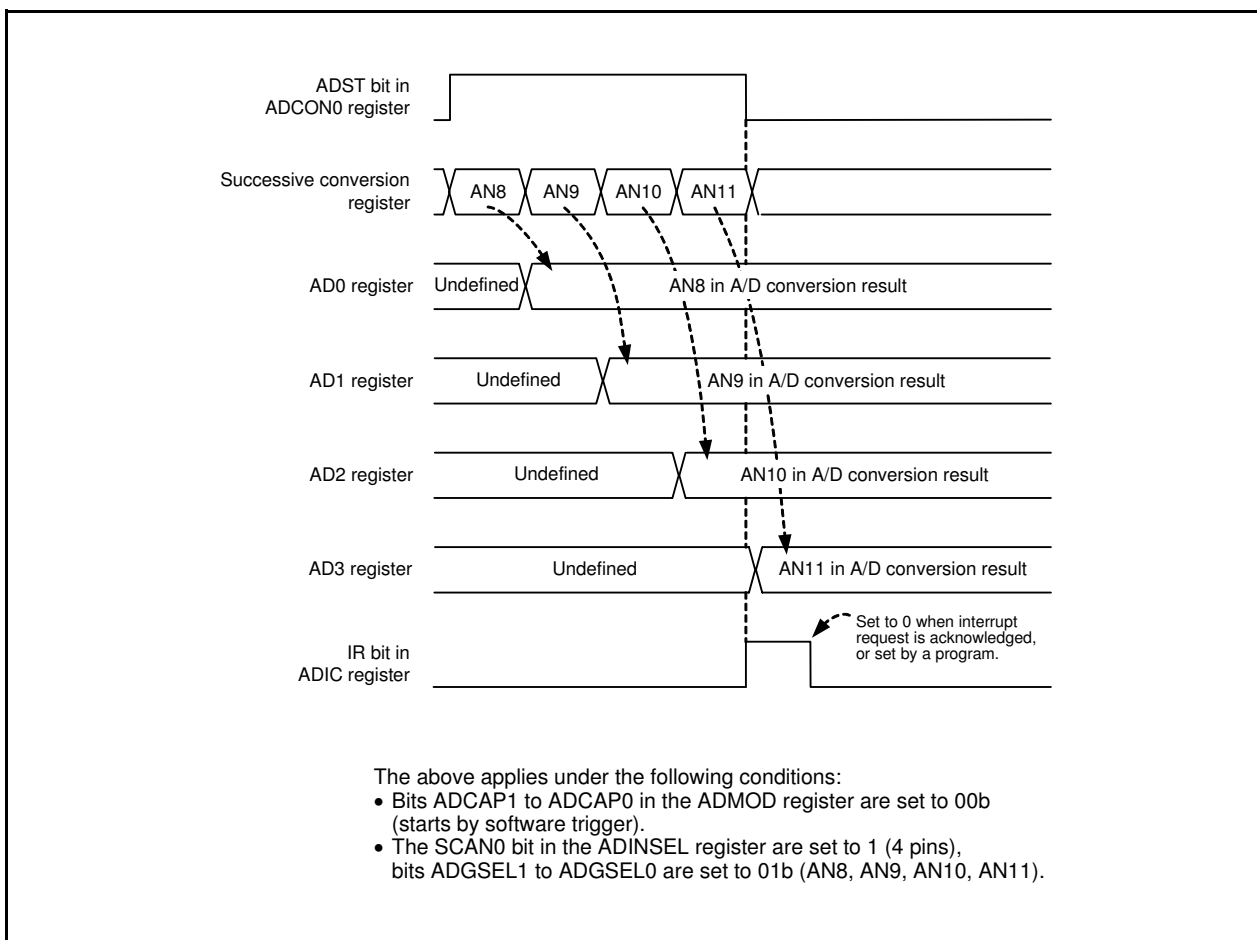 ADST bit in
ADCON0 register
Successive conversion
register
AN8
AN9
AN10
AN11
AD0 register
Undefined
AN8 in A/D conversion result
AD1 register
Undefined
AN9 in A/D conversion result
AD2 register
Undefined
AN10 in A/D conversion result
AD3 register
Undefined
AN11 in A/D conversion result
IR bit in
ADIC register
Set to 0 when interrupt
request is acknowledged,
or set by a program.
The above applies under the following conditions:
• Bits ADCAP1 to ADCAP0 in the ADMOD register are set to 00b
(starts by software trigger).
• The SCAN0 bit in the ADINSEL register are set to 1 (4 pins),
bits ADGSEL1 to ADGSEL0 are set to 01b (AN8, AN9, AN10, AN11).